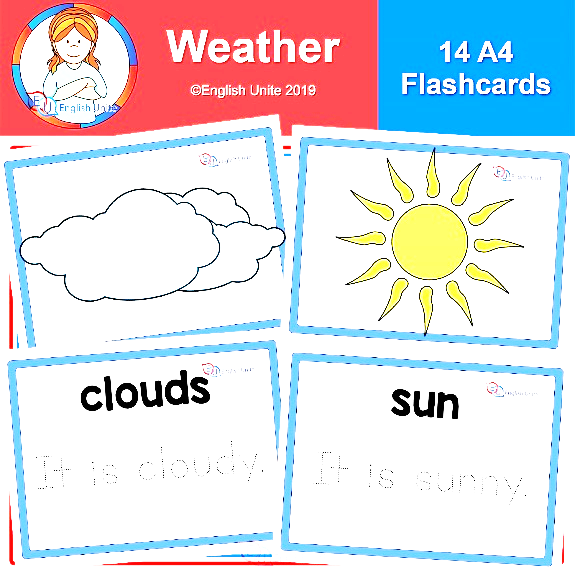 Weather
©English Unite 2019
14 A4
Flashcards
English Unite
clouds
It is cloudy.
sun
It is sunny.